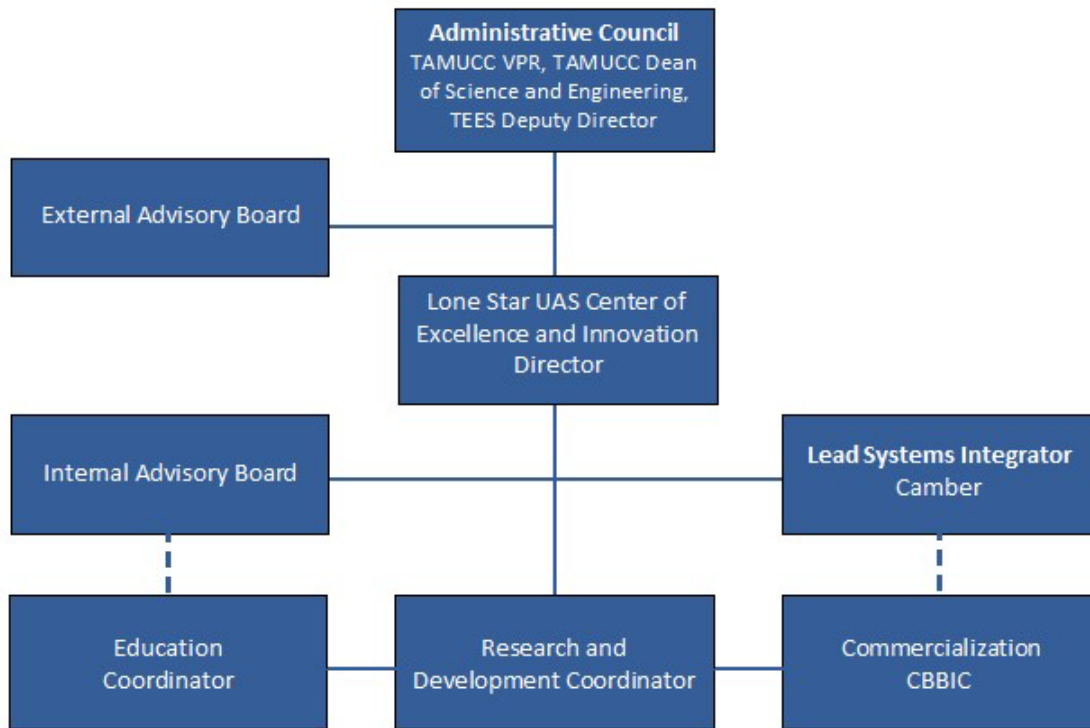 Administrative Council
TAMUCC VPR, TAMUCC Dean
of Science and Engineering,
TEES Deputy Director
External Advisory Board
Lone Star UAS Center of
Excellence and Innovation
Director
Internal Advisory Board
Lead Systems Integrator
Camber
Education
Coordinator
Research and
Development Coordinator
Commercialization
CBBIC